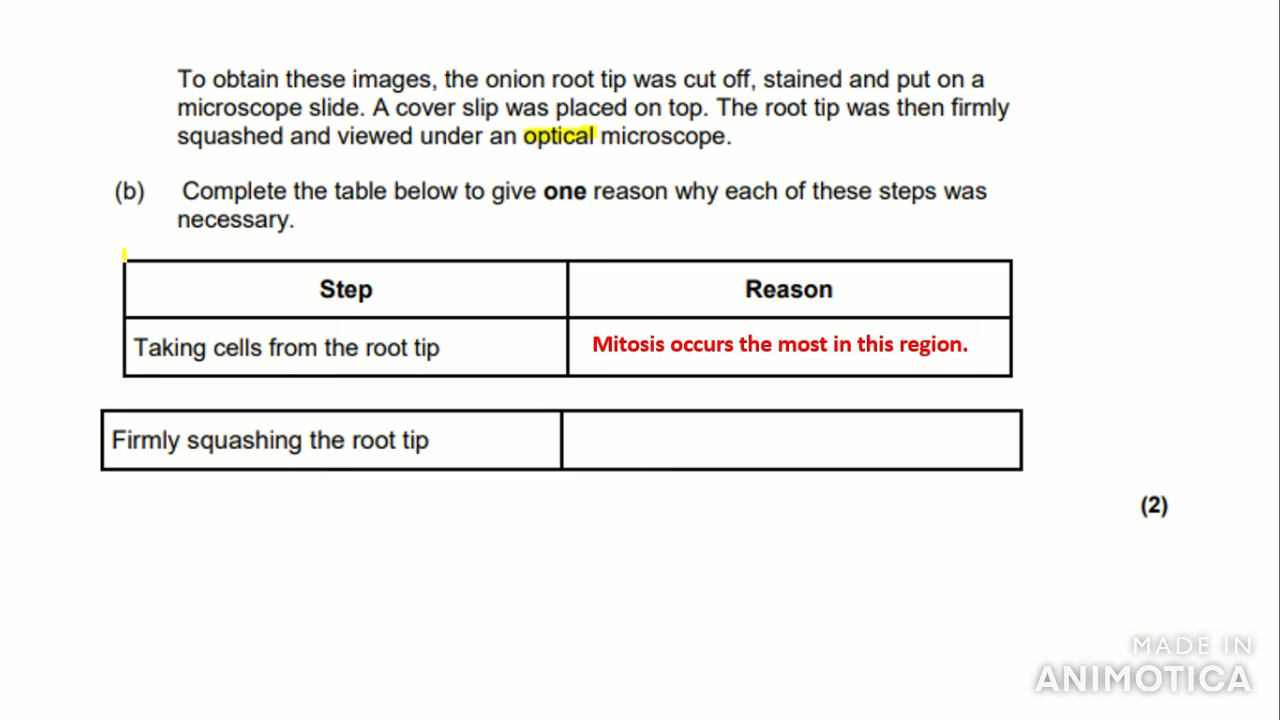 To obtain these images, the onion root tip was cut off, stained and put on a
microscope slide. A cover slip was placed on top. The root tip was then firmly
squashed and viewed under an optical microscope.
(b) Complete the table below to give one reason why each of these steps was
necessary.
Step Reason
Taking cells from the root tip Mitosis occurs the most in this region.
Firmly squashing the root tip
(2)
MADE IN
ANIMOTICA